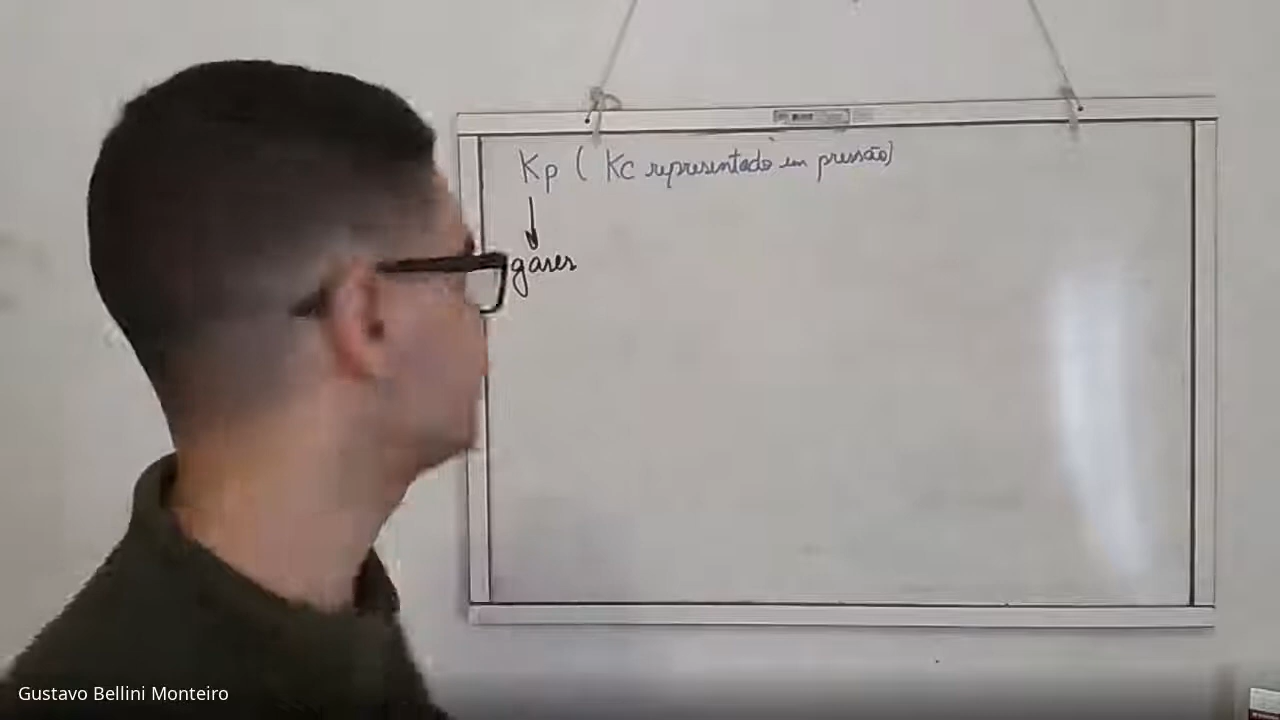 Kp ( Kc representado em pressão)
gases
Gustavo Bellini Monteiro